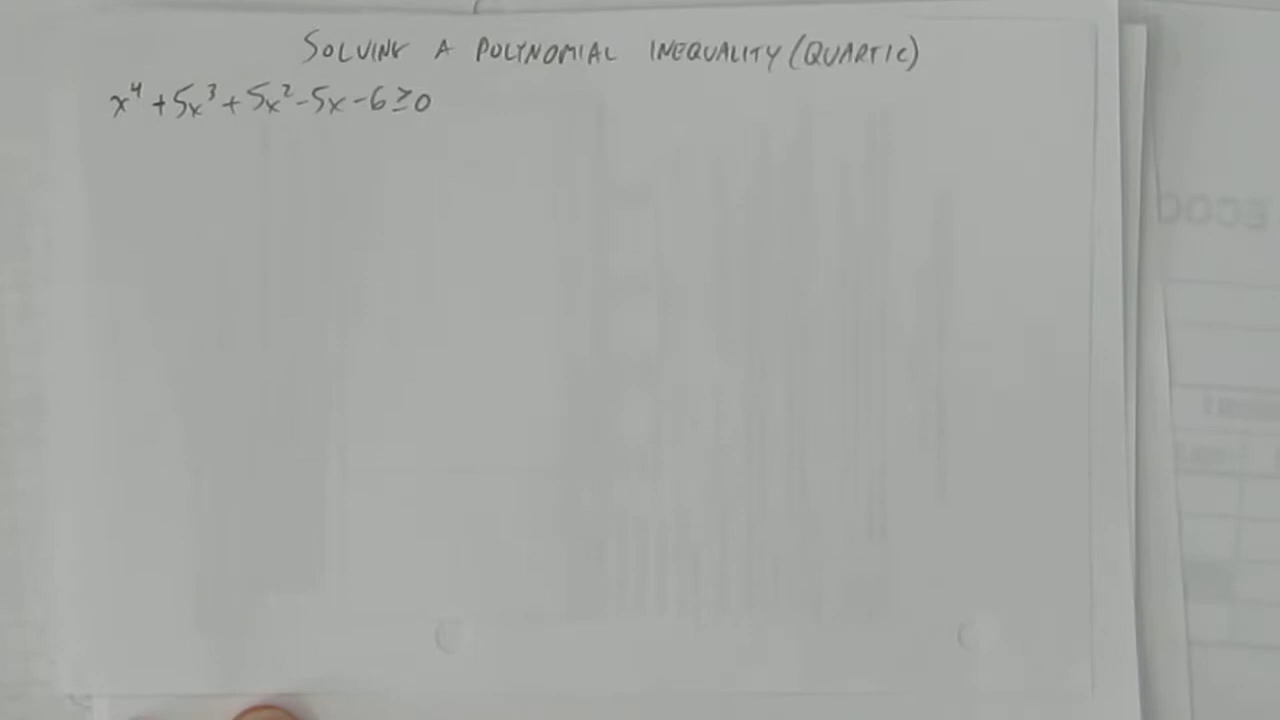 SOLVING A POLYNOMIAL INEQUALITY (QUARTIC)
x⁴ + 5x³ + 5x² - 5x - 6 ≥ 0